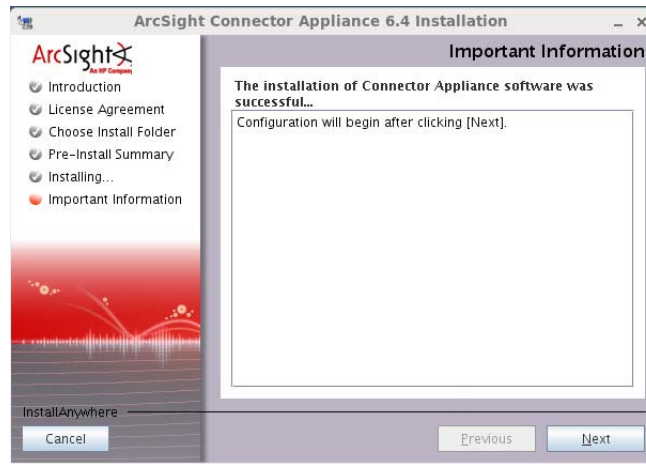 ArcSight Connector Appliance 6.4 Installation
ArcSight
An HP Company
Important Information
Introduction
License Agreement
Choose Install Folder
Pre-Install Summary
Installing...
Important Information
The installation of Connector Appliance software was
successful...
Configuration will begin after clicking [Next].
InstallAnywhere
Cancel
Previous
Next